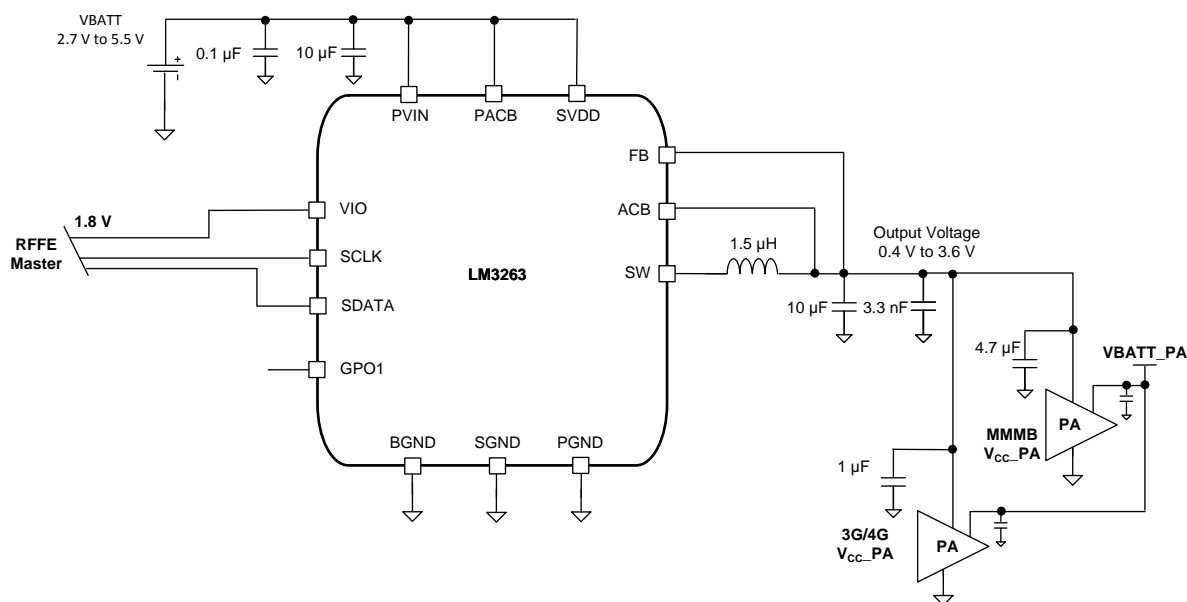 VBATT
2.7 V to 5.5 V
+
-
0.1 µF
10 µF
PVIN
PACB
SVDD
FB
ACB
SW
VIO
SCLK
SDATA
GPO1
1.8 V
RFFE
Master
LM3263
BGND
SGND
PGND
1.5 µH
Output Voltage
0.4 V to 3.6 V
10 µF
3.3 nF
4.7 µF
VBATT_PA
PA
MMMB
VCC_PA
1 µF
3G/4G
VCC_PA
PA